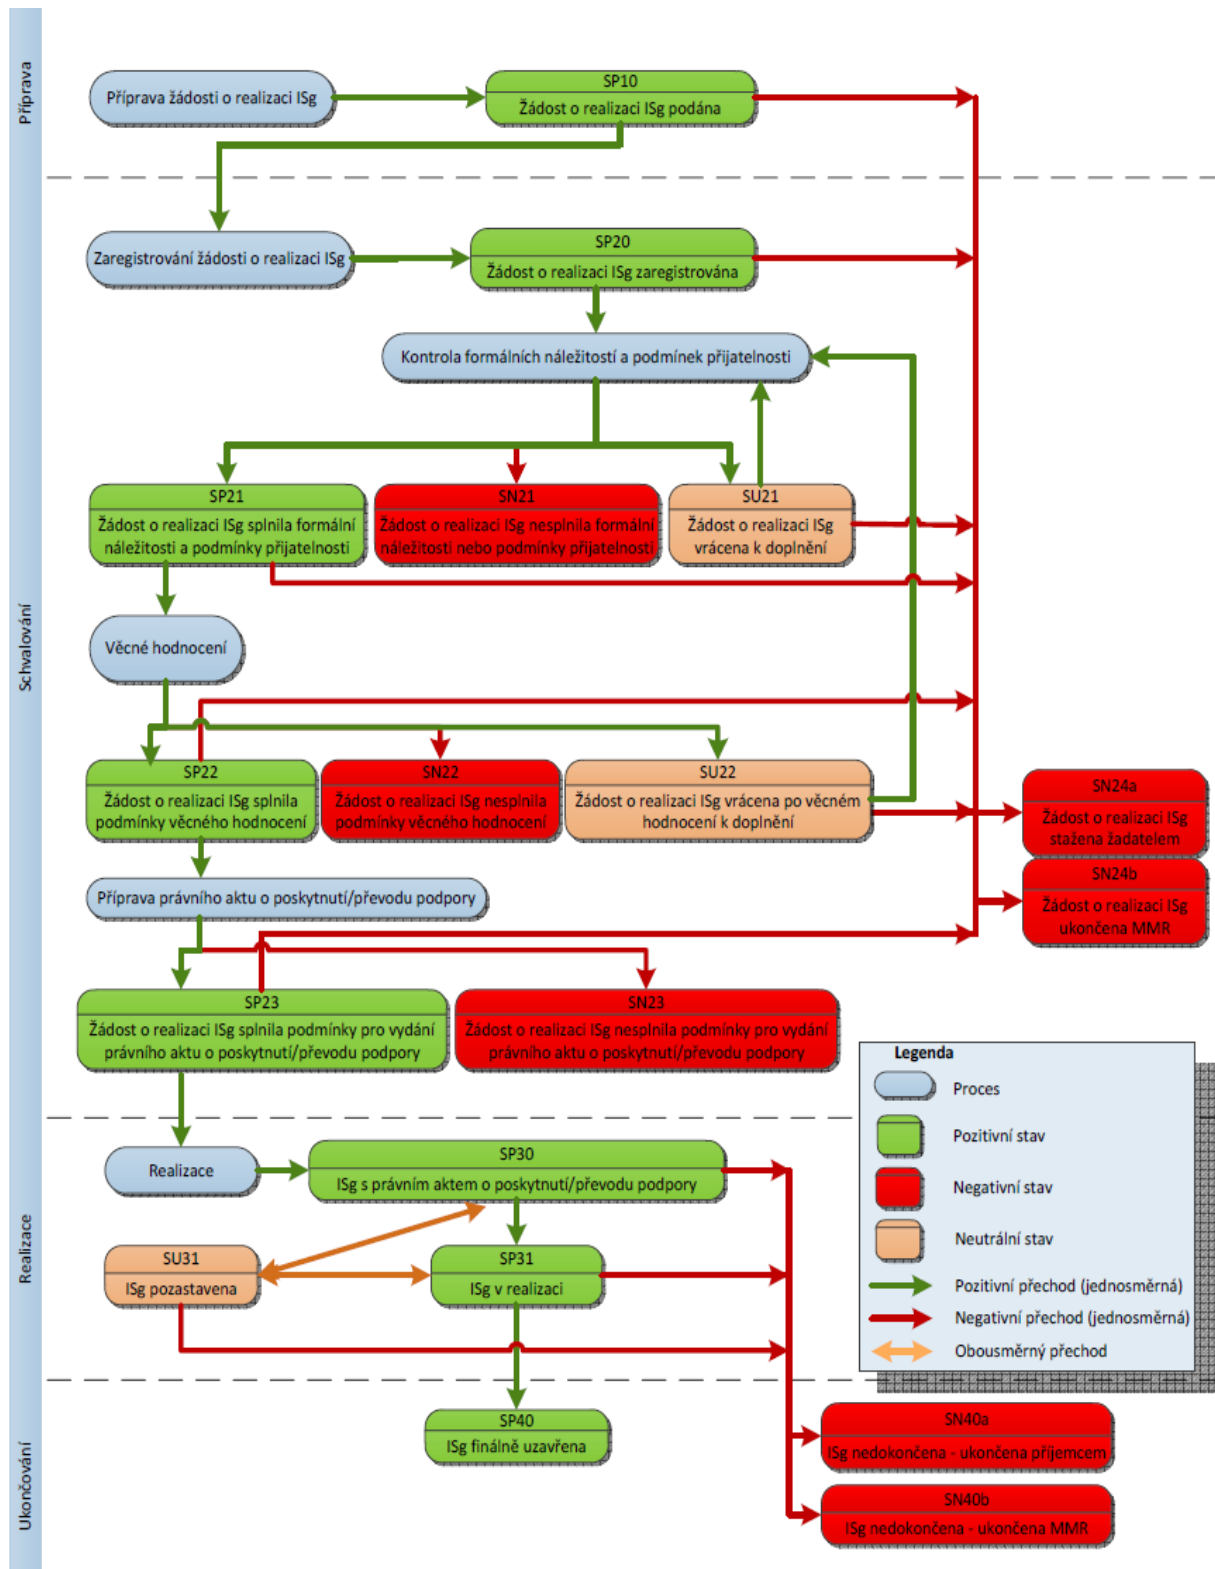 Příprava
Příprava žádosti o realizaci ISg
SP10
Žádost o realizaci ISg podána
Schvalování
Zaregistrování žádosti o realizaci ISg
SP20
Žádost o realizaci ISg zaregistrována
Kontrola formálních náležitostí a podmínek přijatelnosti
SP21
Žádost o realizaci ISg splnila formální
náležitosti a podmínky přijatelnosti
SN21
Žádost o realizaci ISg nesplnila formální
náležitosti nebo podmínky přijatelnosti
SU21
Žádost o realizaci ISg
vrácena k doplnění
Věcné hodnocení
SP22
Žádost o realizaci ISg splnila
podmínky věcného hodnocení
SN22
Žádost o realizaci ISg nesplnila
podmínky věcného hodnocení
SU22
Žádost o realizaci ISg vrácena po věcném
hodnocení k doplnění
SN24a
Žádost o realizaci ISg
stažena žadatelem
SN24b
Žádost o realizaci ISg
ukončena MMR
Příprava právního aktu o poskytnutí/převodu podpory
SP23
Žádost o realizaci ISg splnila podmínky pro vydání
právního aktu o poskytnutí/převodu podpory
SN23
Žádost o realizaci ISg nesplnila podmínky pro vydání
právního aktu o poskytnutí/převodu podpory
Legenda
Proces
Pozitivní stav
Negativní stav
Neutrální stav
Pozitivní přechod (jednosměrná)
Negativní přechod (jednosměrná)
Obousměrný přechod
Realizace
Realizace
SP30
ISg s právním aktem o poskytnutí/převodu podpory
SU31
ISg pozastavena
SP31
ISg v realizaci
Ukončování
SP40
ISg finálně uzavřena
SN40a
ISg nedokončena - ukončena příjemcem
SN40b
ISg nedokončena - ukončena MMR